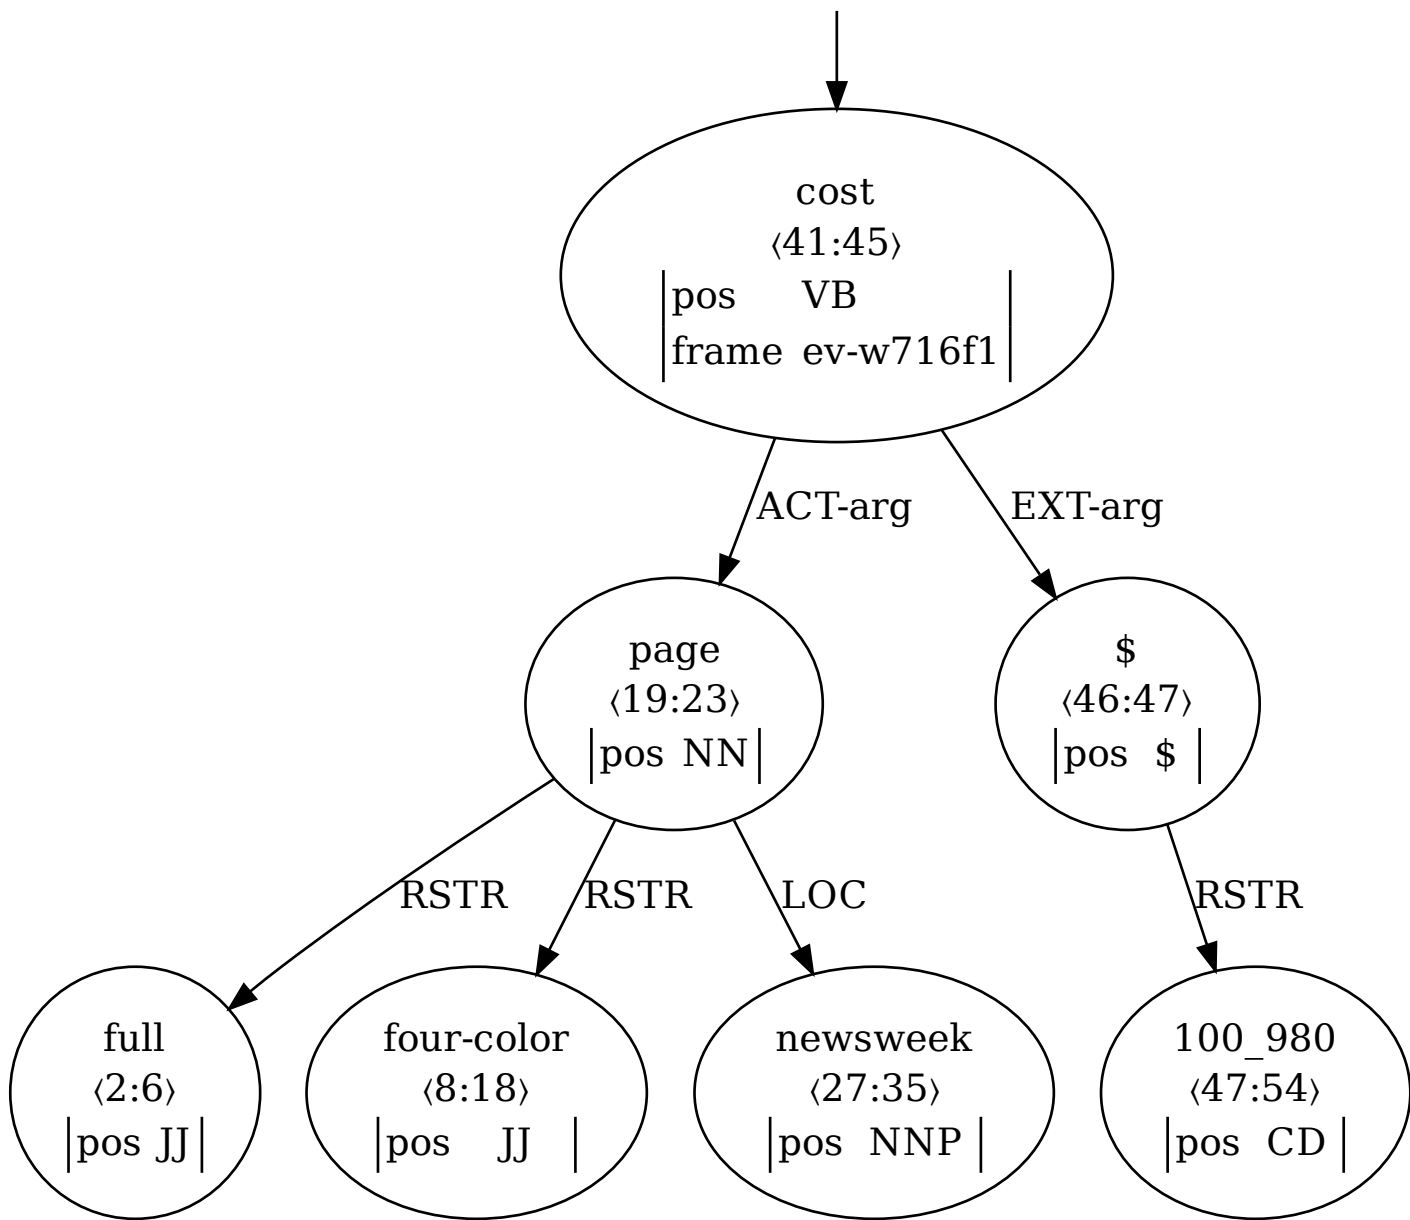 cost
⟨41:45⟩
pos VB
frame ev-w716f1
ACT-arg
EXT-arg
page
⟨19:23⟩
pos NN
$
⟨46:47⟩
pos $
RSTR
RSTR
LOC
RSTR
full
⟨2:6⟩
pos JJ
four-color
⟨8:18⟩
pos JJ
newsweek
⟨27:35⟩
pos NNP
100_980
⟨47:54⟩
pos CD